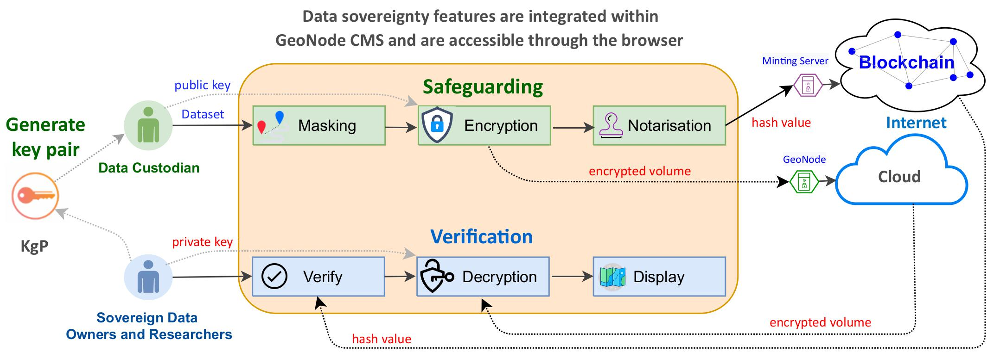 Data sovereignty features are integrated within
GeoNode CMS and are accessible through the browser
Minting Server
Blockchain
public key
Safeguarding
Dataset
Generate
key pair
Masking
Encryption
Notarisation
hash value
Internet
Data Custodian
encrypted volume
GeoNode
Cloud
KgP
private key
Verification
Verify
Decryption
Display
Sovereign Data
Owners and Researchers
encrypted volume
hash value